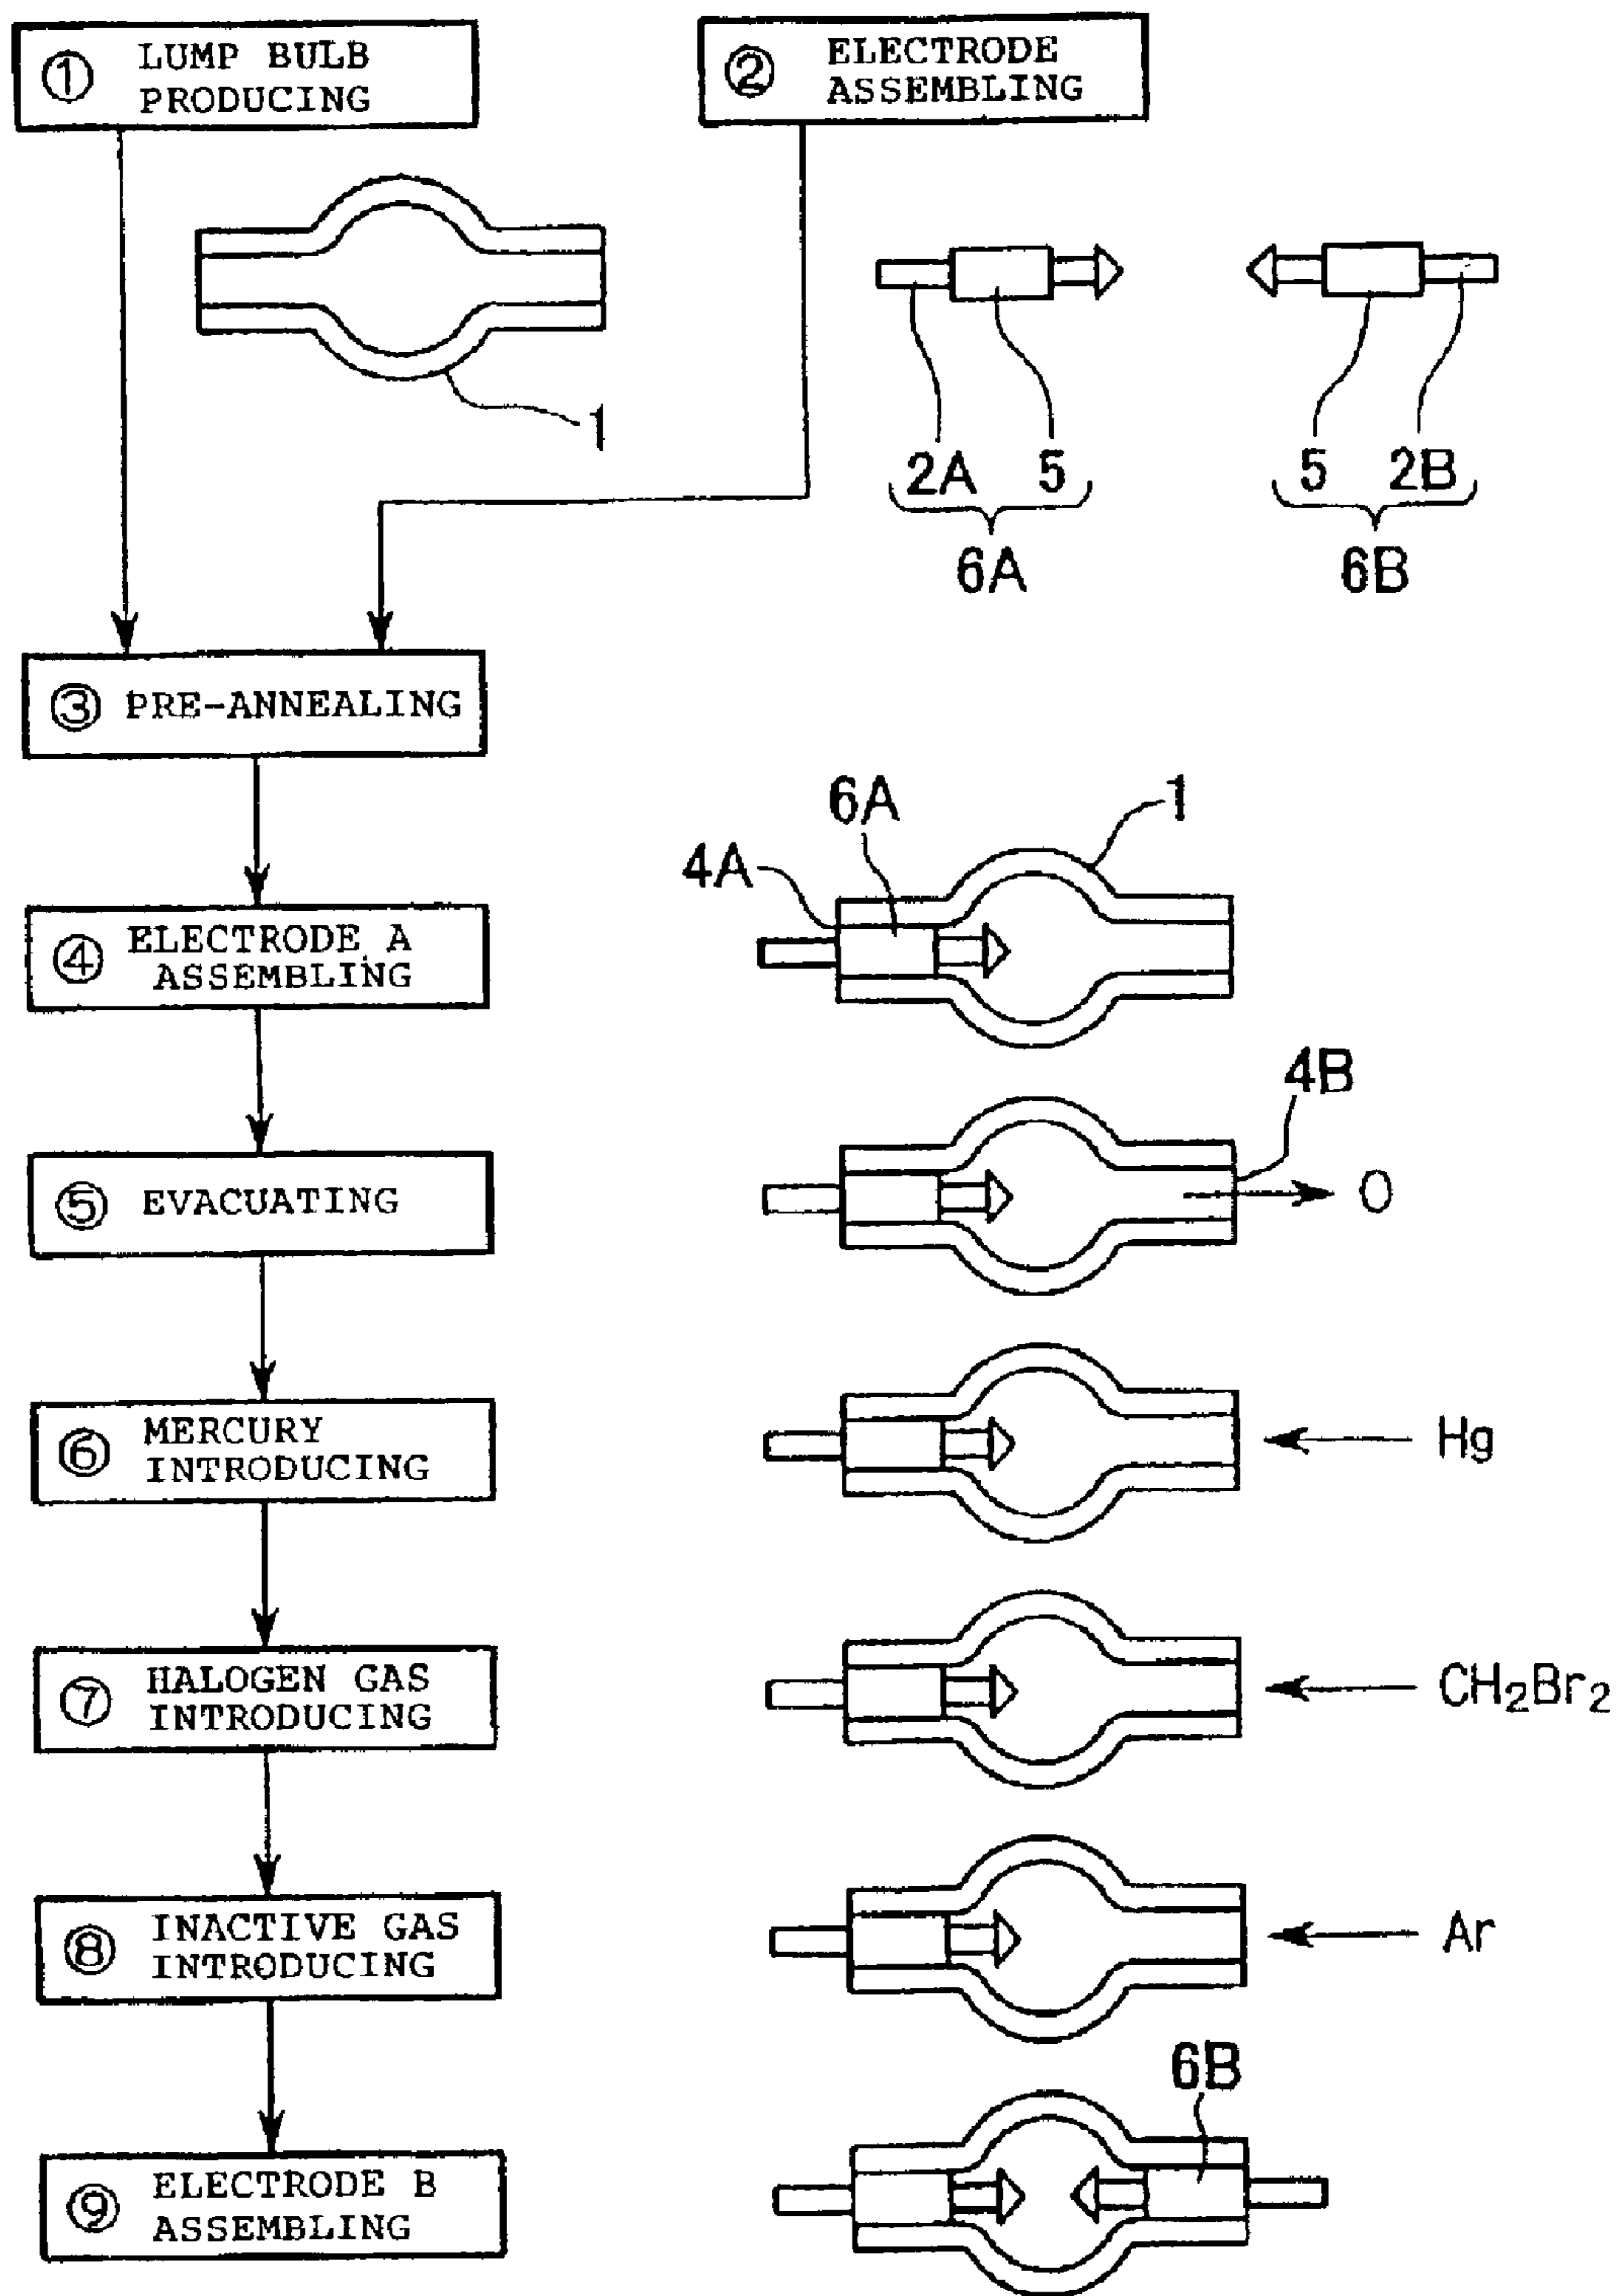 ① LUMP BULB
PRODUCING
② ELECTRODE
ASSEMBLING
1
2A 5
6A
5 2B
6B
③ PRE-ANNEALING
④ ELECTRODE A
ASSEMBLING
6A
1
4A
⑤ EVACUATING
4B
O
⑥ MERCURY
INTRODUCING
Hg
⑦ HALOGEN GAS
INTRODUCING
CH₂Br₂
⑧ INACTIVE GAS
INTRODUCING
Ar
⑨ ELECTRODE B
ASSEMBLING
6B